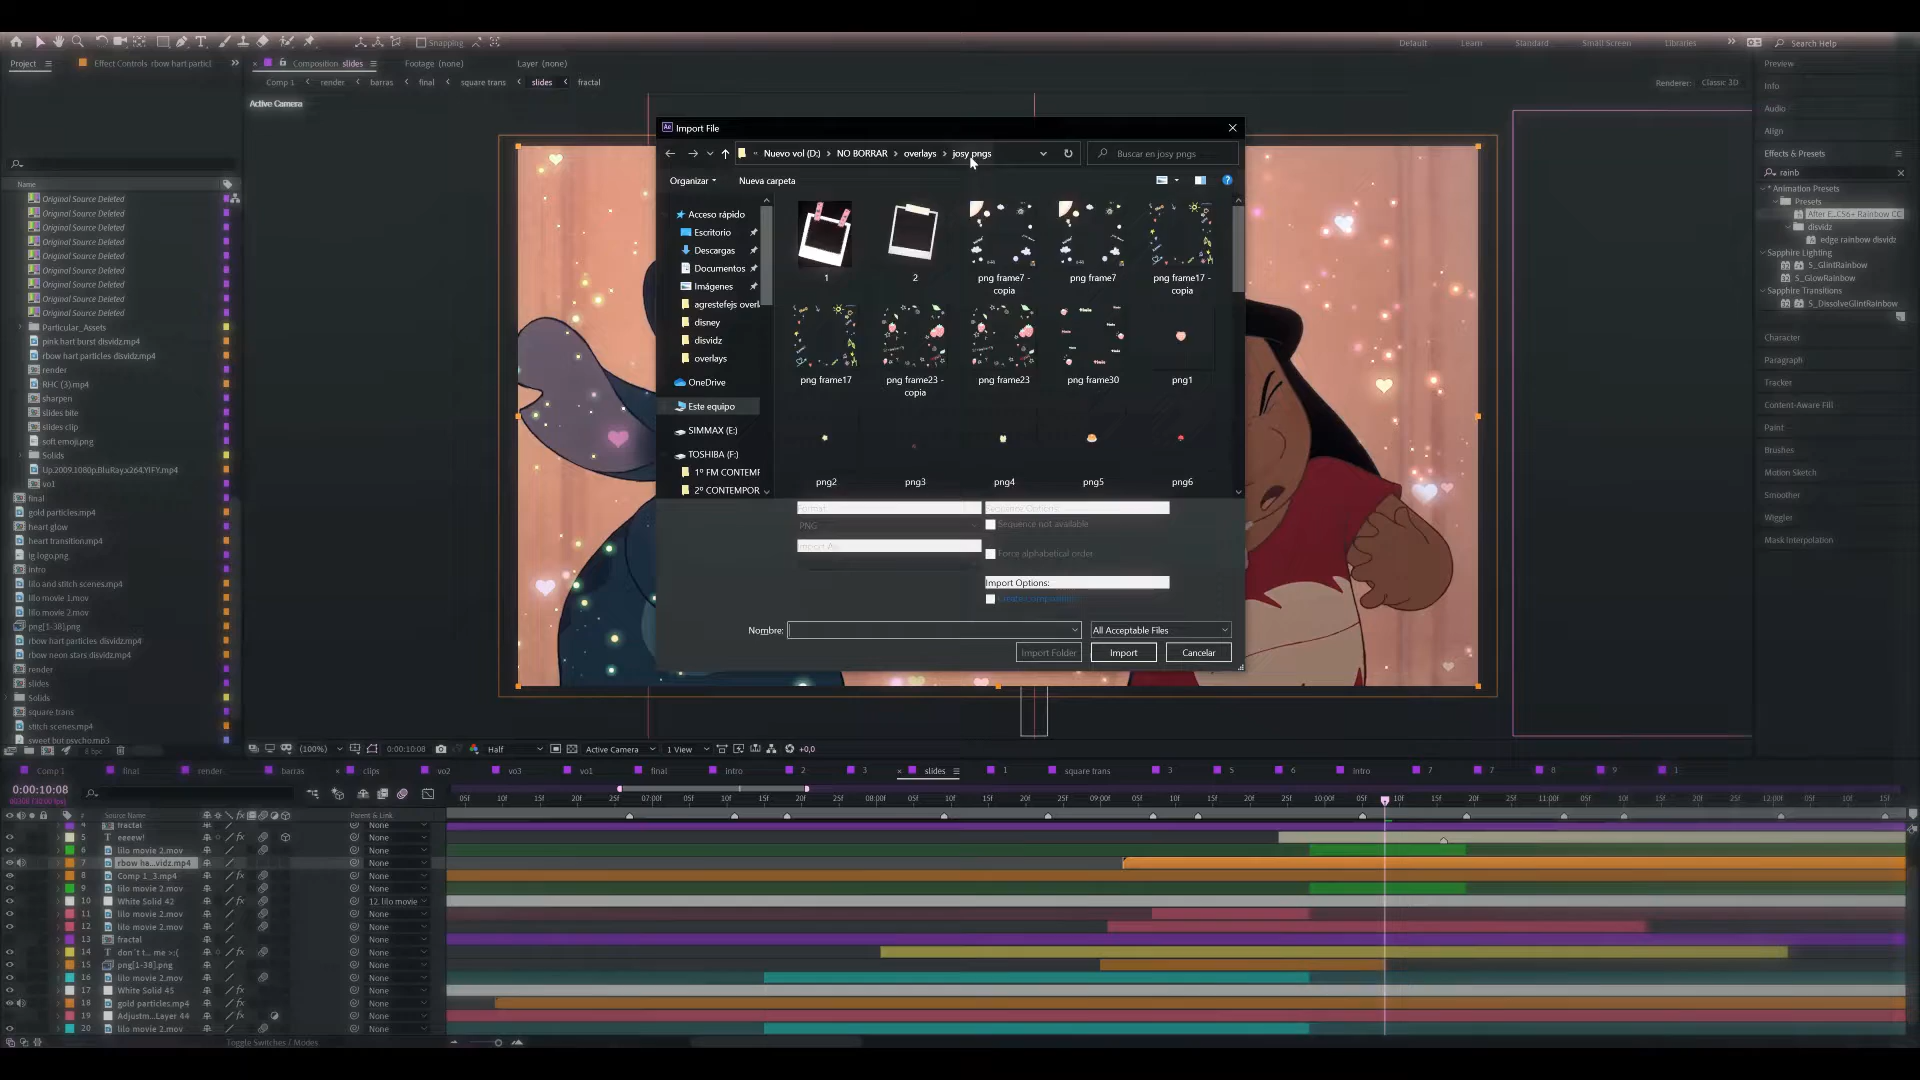 Snapping
Default
Learn
Standard
Small Screen
Libraries
Search Help
Project
Effect Controls rbow hart particl
Composition slides
Footage (none)
Layer (none)
Comp 1
render
barras
final
square trans
slides
fractal
Renderer:
Classic 3D
Active Camera
Preview
Info
Audio
Align
Effects & Presets
rainb
* Animation Presets
Presets
After E...CS6+ Rainbow CC
disvidz
edge rainbow disvidz
Sapphire Lighting
S_GlintRainbow
S_GlowRainbow
Sapphire Transitions
S_DissolveGlintRainbow
Character
Paragraph
Tracker
Content-Aware Fill
Paint
Brushes
Motion Sketch
Smoother
Wiggler
Mask Interpolation
Name
Original Source Deleted
Original Source Deleted
Original Source Deleted
Original Source Deleted
Original Source Deleted
Original Source Deleted
Original Source Deleted
Original Source Deleted
Original Source Deleted
Particular_Assets
pink hart burst disvidz.mp4
rbow hart particles disvidz.mp4
render
RHC (3).mp4
sharpen
slides bite
slides clip
soft emoji.png
Solids
Up.2009.1080p.BluRay.x264.YIFY.mp4
vo1
final
gold particles.mp4
heart glow
heart transition.mp4
ig logo.png
intro
lilo and stitch scenes.mp4
lilo movie 1.mov
lilo movie 2.mov
png[1-38].png
rbow hart particles disvidz.mp4
rbow neon stars disvidz.mp4
render
slides
Solids
square trans
stitch scenes.mp4
sweet but psycho.mp3
8 bpc
Import File
Nuevo vol (D:)
NO BORRAR
overlays
josy pngs
Buscar en josy pngs
Organizar
Nueva carpeta
Acceso rápido
Escritorio
Descargas
Documentos
Imágenes
agrestefejs overl
disney
disvidz
overlays
OneDrive
Este equipo
SIMMAX (E:)
TOSHIBA (F:)
1º FM CONTEMF
2º CONTEMPOR
1
2
png frame7 - copia
png frame7
png frame17 - copia
png frame17
png frame23 - copia
png frame23
png frame30
png1
png2
png3
png4
png5
png6
Format
PNG
Sequence Options:
Sequence not available
Force alphabetical order
Import Options:
Nombre:
All Acceptable Files
Import Folder
Import
Cancelar
(100%)
0:00:10:08
Half
Active Camera
1 View
+0,0
Comp 1
final
render
barras
clips
vo2
vo3
vo1
final
Intro
2
3
slides
1
square trans
3
5
6
Intro
7
7
8
9
1
0:00:10:08
05f
10f
15f
20f
25f
07:00f
05f
10f
15f
20f
25f
08:00f
05f
10f
15f
20f
25f
09:00f
05f
10f
15f
20f
25f
10:00f
05f
10f
15f
20f
25f
11:00f
05f
10f
15f
20f
25f
12:00f
05f
10f
15f
#
Source Name
Parent & Link
4 fractal None
5 eeeew! None
6 lilo movie 2.mov None
7 rbow ha...vidz.mp4 None
8 Comp 1_3.mp4 None
9 lilo movie 2.mov None
10 White Solid 42 12. lilo movie
11 lilo movie 2.mov None
12 lilo movie 2.mov None
13 fractal None
14 don´t t... me >:( None
15 png[1-38].png None
16 lilo movie 2.mov None
17 White Solid 45 None
18 gold particles.mp4 None
19 Adjustm...Layer 44 None
20 lilo movie 2.mov None
Toggle Switches / Modes